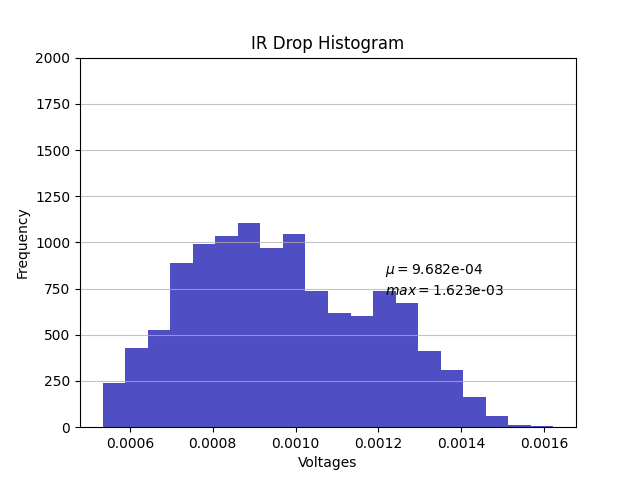 IR Drop Histogram
2000
1750
1500
1250
1000
750
500
250
0
Frequency
μ = 9.682e-04
max = 1.623e-03
0.0006 0.0008 0.0010 0.0012 0.0014 0.0016
Voltages